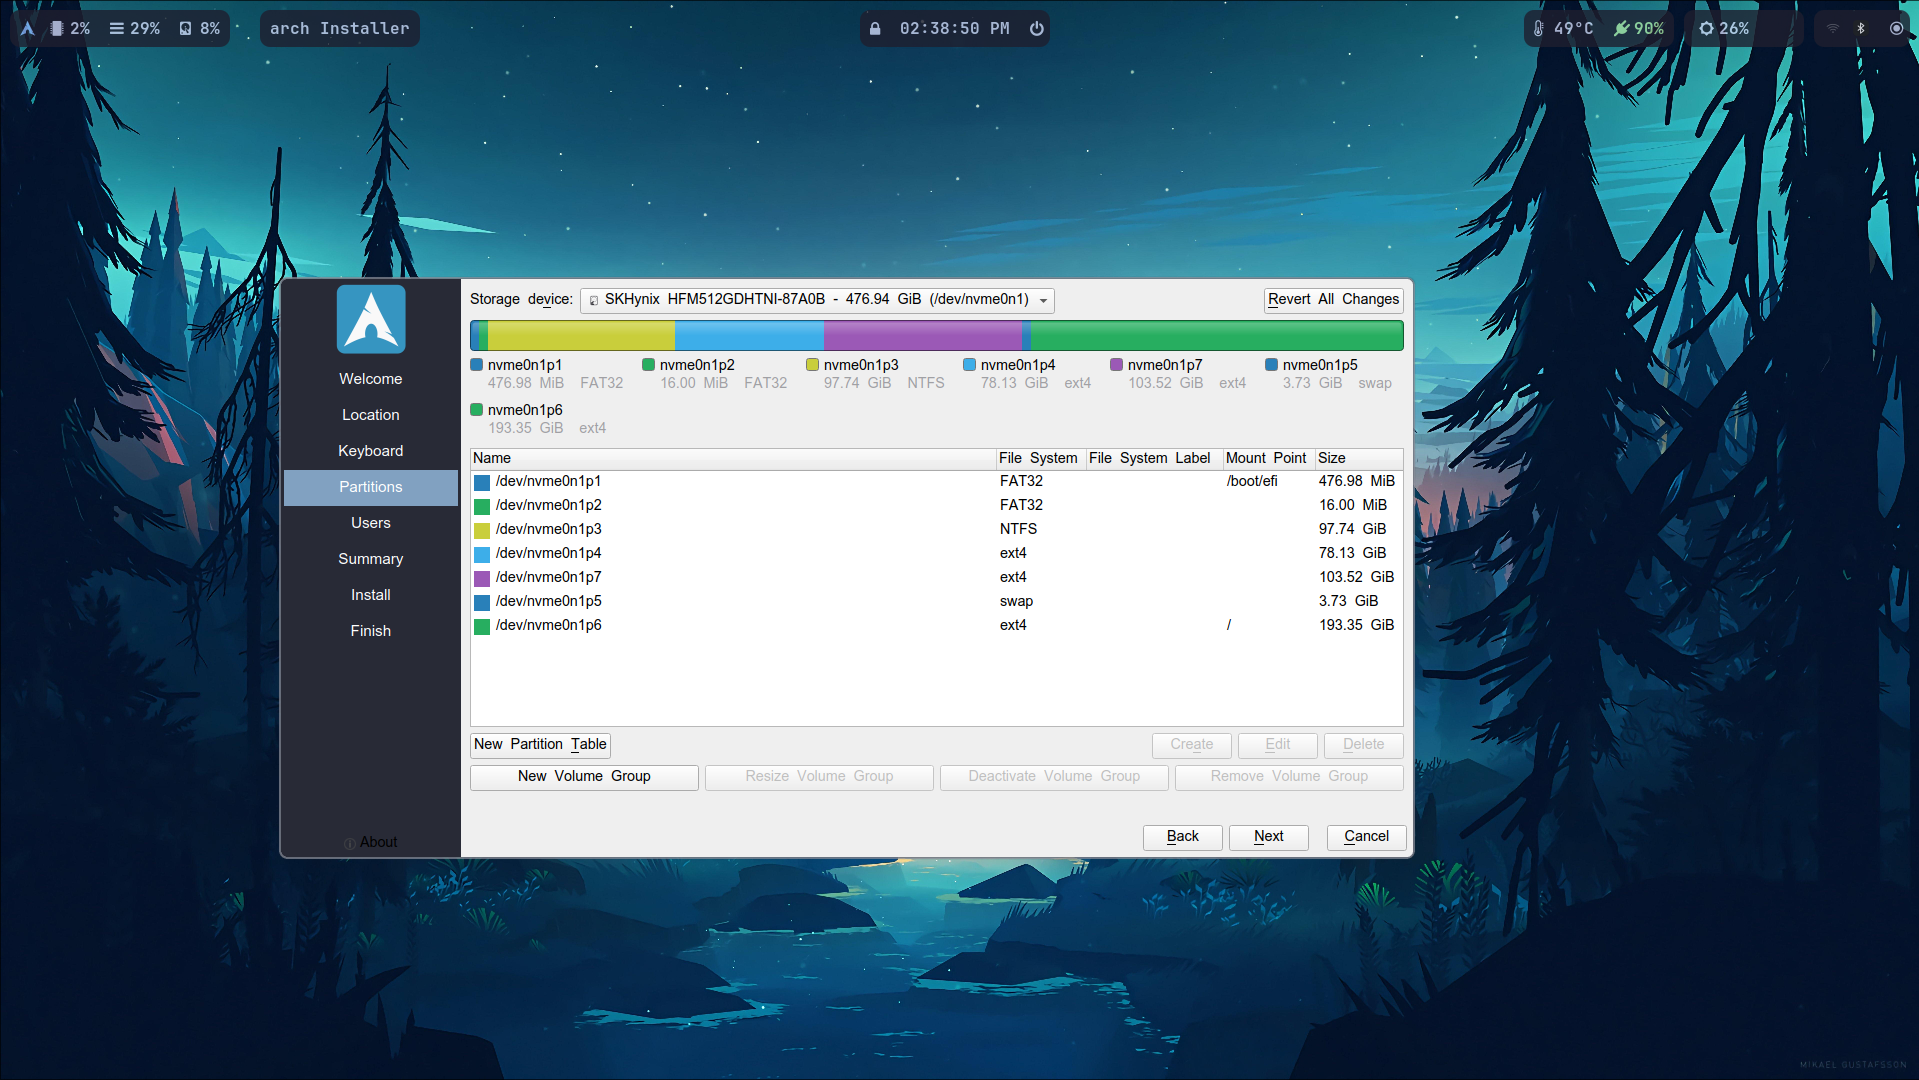 2% 29% 8% arch Installer 02:38:50 PM 49°C 90% 26%
Storage device: SKHynix HFM512GDHTNI-87A0B - 476.94 GiB (/dev/nvme0n1) Revert All Changes
nvme0n1p1 nvme0n1p2 nvme0n1p3 nvme0n1p4 nvme0n1p7 nvme0n1p5
476.98 MiB FAT32 16.00 MiB FAT32 97.74 GiB NTFS 78.13 GiB ext4 103.52 GiB ext4 3.73 GiB swap
nvme0n1p6
193.35 GiB ext4
Welcome
Location
Keyboard
Partitions
Users
Summary
Install
Finish
About
Name File System File System Label Mount Point Size
/dev/nvme0n1p1 FAT32 /boot/efi 476.98 MiB
/dev/nvme0n1p2 FAT32 16.00 MiB
/dev/nvme0n1p3 NTFS 97.74 GiB
/dev/nvme0n1p4 ext4 78.13 GiB
/dev/nvme0n1p7 ext4 103.52 GiB
/dev/nvme0n1p5 swap 3.73 GiB
/dev/nvme0n1p6 ext4 / 193.35 GiB
New Partition Table Create Edit Delete
New Volume Group Resize Volume Group Deactivate Volume Group Remove Volume Group
Back Next Cancel
MIKAEL GUSTAFSSON